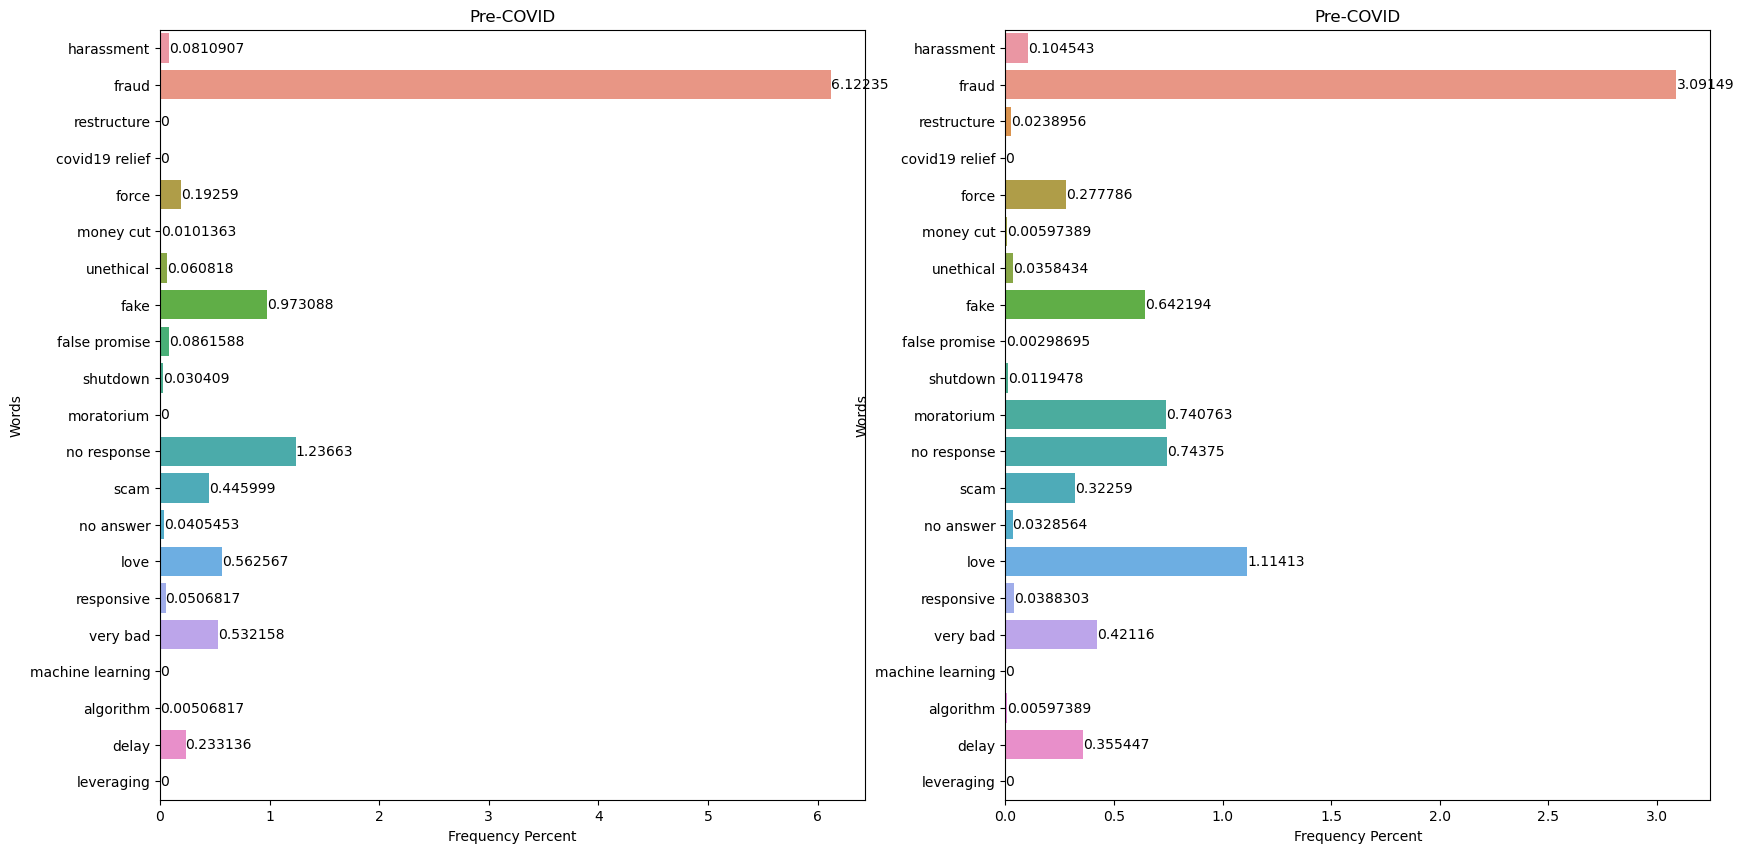 Pre-COVID
Words
harassment 0.0810907
fraud 6.12235
restructure 0
covid19 relief 0
force 0.19259
money cut 0.0101363
unethical 0.060818
fake 0.973088
false promise 0.0861588
shutdown 0.030409
moratorium 0
no response 1.23663
scam 0.445999
no answer 0.0405453
love 0.562567
responsive 0.0506817
very bad 0.532158
machine learning 0
algorithm 0.00506817
delay 0.233136
leveraging 0
0 1 2 3 4 5 6
Frequency Percent
Pre-COVID
Words
harassment 0.104543
fraud 3.09149
restructure 0.0238956
covid19 relief 0
force 0.277786
money cut 0.00597389
unethical 0.0358434
fake 0.642194
false promise 0.00298695
shutdown 0.0119478
moratorium 0.740763
no response 0.74375
scam 0.32259
no answer 0.0328564
love 1.11413
responsive 0.0388303
very bad 0.42116
machine learning 0
algorithm 0.00597389
delay 0.355447
leveraging 0
0.0 0.5 1.0 1.5 2.0 2.5 3.0
Frequency Percent